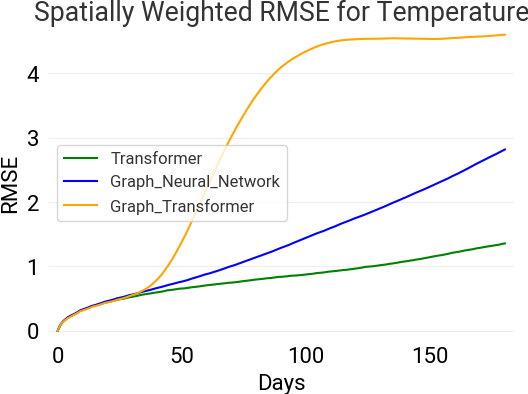 Spatially Weighted RMSE for Temperature
RMSE
4
3
2
1
0
Transformer
Graph_Neural_Network
Graph_Transformer
0 50 100 150
Days